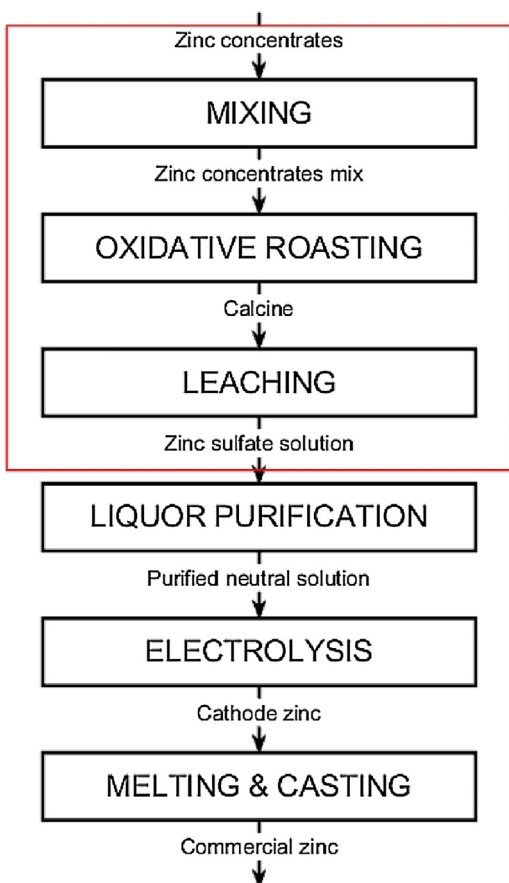 Zinc concentrates
MIXING
Zinc concentrates mix
OXIDATIVE ROASTING
Calcine
LEACHING
Zinc sulfate solution
LIQUOR PURIFICATION
Purified neutral solution
ELECTROLYSIS
Cathode zinc
MELTING & CASTING
Commercial zinc